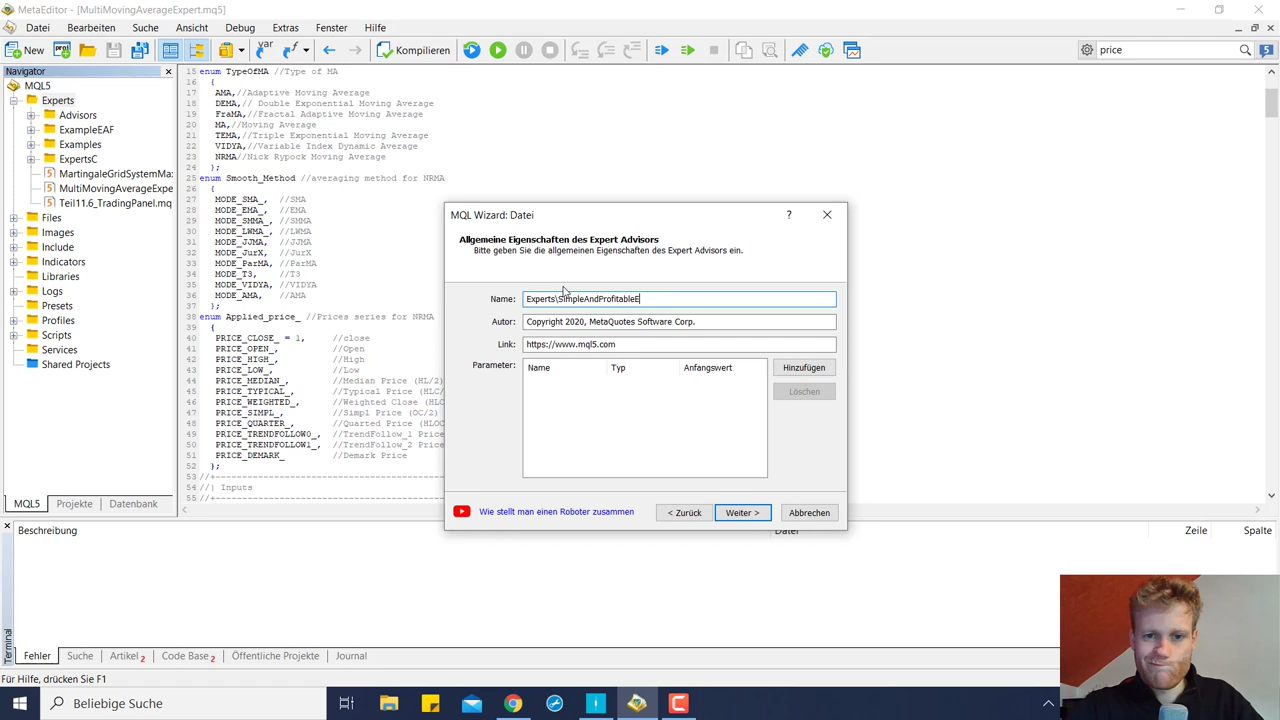 MetaEditor - [MultiMovingAverageExpert.mq5]
Datei Bearbeiten Suche Ansicht Debug Extras Fenster Hilfe
New Kompilieren price 5
Navigator
MQL5
Experts
Advisors
ExampleEAF
Examples
ExpertsC
MartingaleGridSystemMa:
MultiMovingAverageExpe
Teil11.6_TradingPanel.mq
Files
Images
Include
Indicators
Libraries
Logs
Presets
Profiles
Scripts
Services
Shared Projects
MQL5 Projekte Datenbank
15 enum TypeOfMA //Type of MA
16 {
17 AMA,//Adaptive Moving Average
18 DEMA,// Double Exponential Moving Average
19 FraMA,//Fractal Adaptive Moving Average
20 MA,//Moving Average
21 TEMA,//Triple Exponential Moving Average
22 VIDYA,//Variable Index Dynamic Average
23 NRMA//Nick Rypock Moving Average
24 };
25 enum Smooth_Method //averaging method for NRMA
26 {
27 MODE_SMA_, //SMA
28 MODE_EMA_, //EMA
29 MODE_SMMA_, //SMMA
30 MODE_LWMA_, //LWMA
31 MODE_JJMA, //JJMA
32 MODE_JurX, //JurX
33 MODE_ParMA, //ParMA
34 MODE_T3, //T3
35 MODE_VIDYA, //VIDYA
36 MODE_AMA, //AMA
37 };
38 enum Applied_price_ //Prices series for NRMA
39 {
40 PRICE_CLOSE_ = 1, //close
41 PRICE_OPEN_, //Open
42 PRICE_HIGH_, //High
43 PRICE_LOW_, //Low
44 PRICE_MEDIAN_, //Median Price (HL/2)
45 PRICE_TYPICAL_, //Typical Price (HLC/
46 PRICE_WEIGHTED_, //Weighted Close (HLC
47 PRICE_SIMPL_, //Simpl Price (OC/2)
48 PRICE_QUARTER_, //Quarted Price (HLOC
49 PRICE_TRENDFOLLOW0_, //TrendFollow_1 Price
50 PRICE_TRENDFOLLOW1_, //TrendFollow_2 Price
51 PRICE_DEMARK_ //Demark Price
52 };
53 //+---------------------------
54 //| Inputs
55 //+---------------------------
MQL Wizard: Datei ?
Allgemeine Eigenschaften des Expert Advisors
Bitte geben Sie die allgemeinen Eigenschaften des Expert Advisors ein.
Name: Experts\SimpleAndProfitableE
Autor: Copyright 2020, MetaQuotes Software Corp.
Link: https://www.mql5.com
Parameter: Name Typ Anfangswert
Hinzufügen
Löschen
Wie stellt man einen Roboter zusammen < Zurück Weiter > Abbrechen
Beschreibung Datei Zeile Spalte
Terminal
Fehler Suche Artikel 2 Code Base 2 Öffentliche Projekte Journal
Für Hilfe, drücken Sie F1
Beliebige Suche